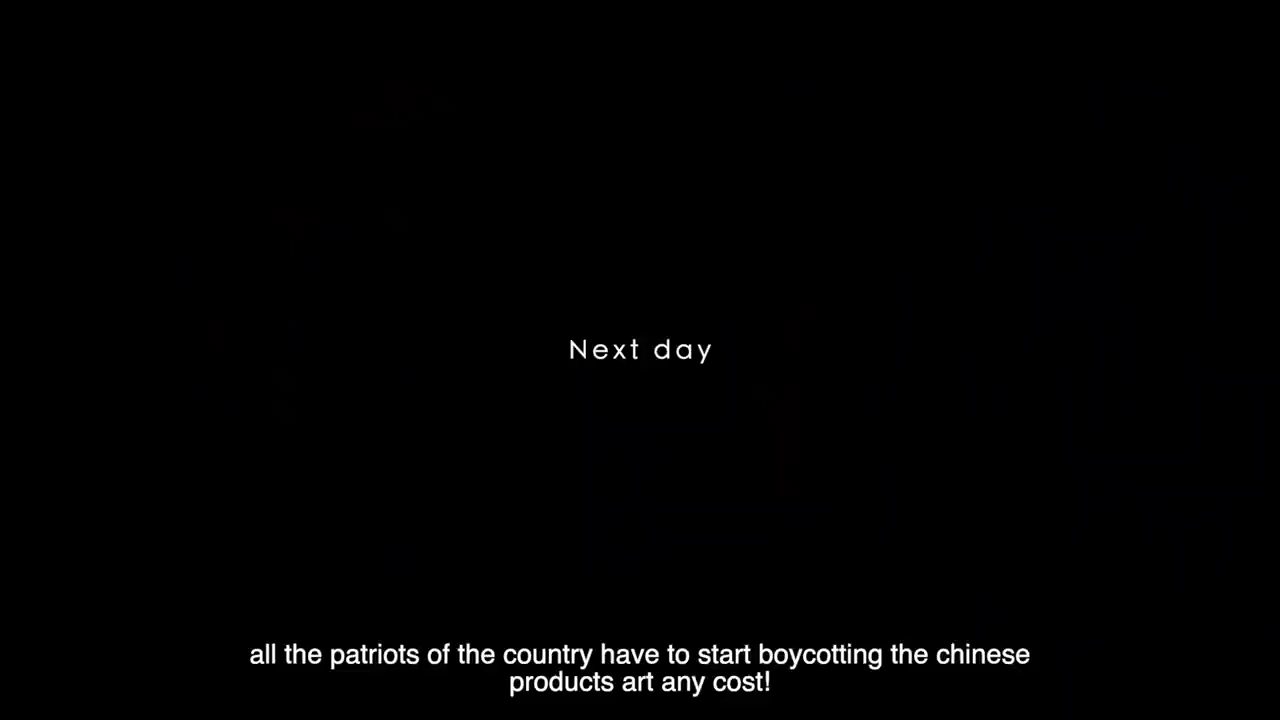 Next day
all the patriots of the country have to start boycotting the chinese
products art any cost!